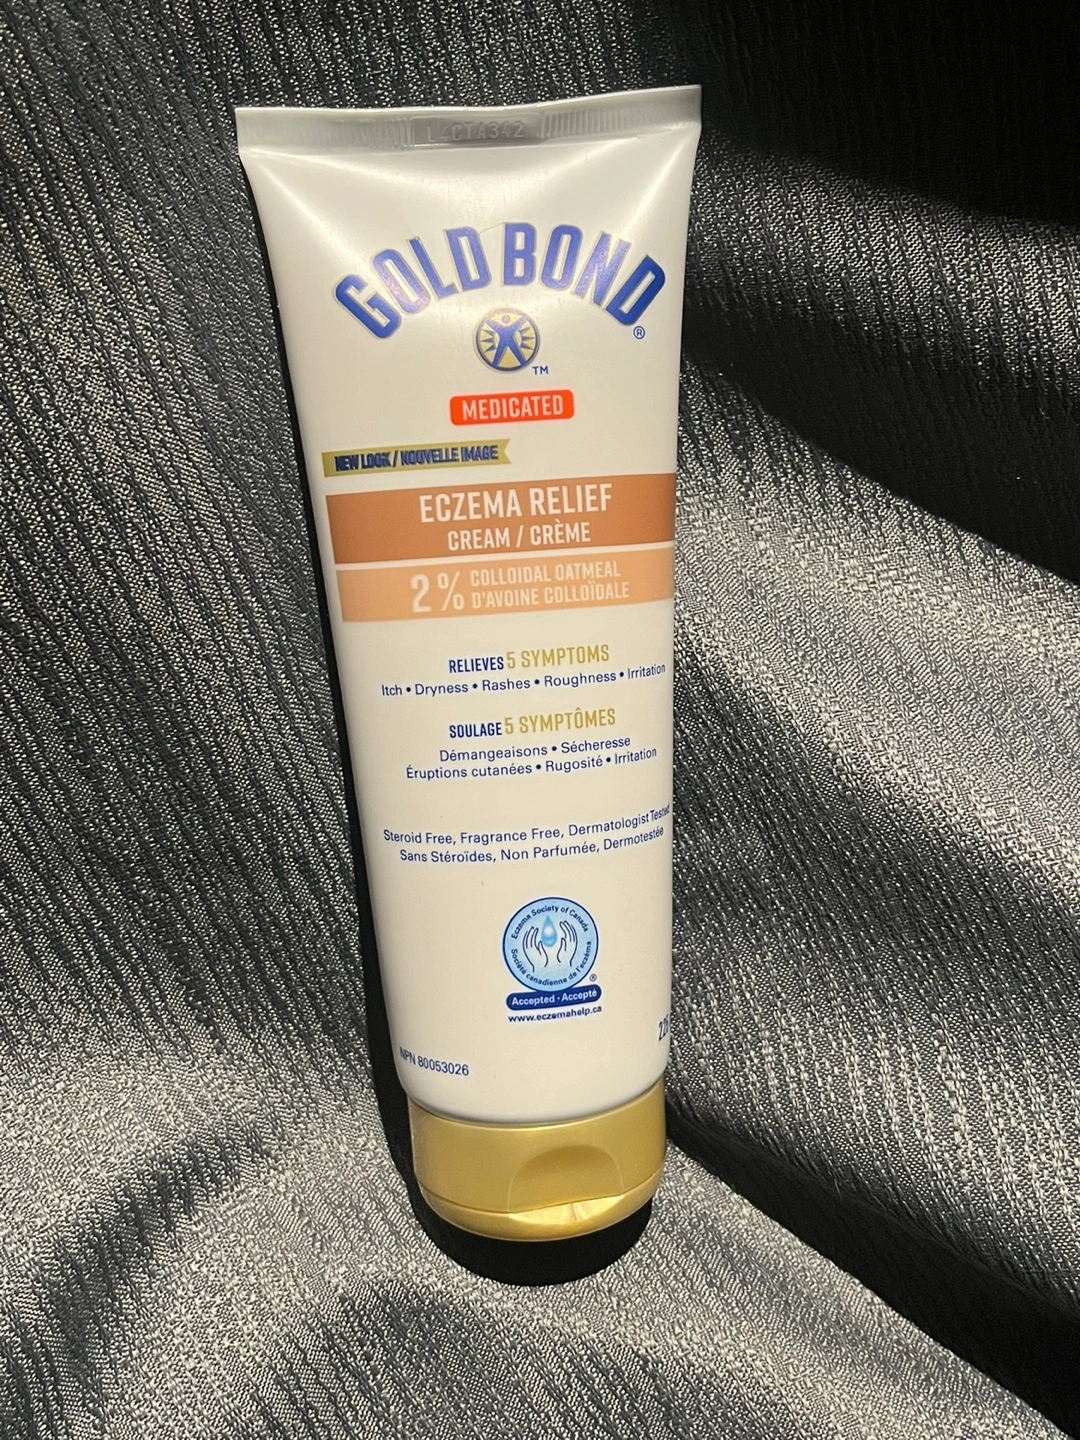 L4CTA342
GOLD BOND®
TM
MEDICATED
NEW LOOK / NOUVELLE IMAGE
ECZEMA RELIEF
CREAM / CRÈME
2% COLLOIDAL OATMEAL
D'AVOINE COLLOÏDALE
RELIEVES 5 SYMPTOMS
Itch • Dryness • Rashes • Roughness • Irritation
SOULAGE 5 SYMPTÔMES
Démangeaisons • Sécheresse
Éruptions cutanées • Rugosité • Irritation
Steroid Free, Fragrance Free, Dermatologist Tested
Sans Stéroïdes, Non Parfumée, Dermotestée
Eczema Society of Canada
Société canadienne de l'eczéma
®
Accepted · Accepté
www.eczemahelp.ca
NPN 80053026